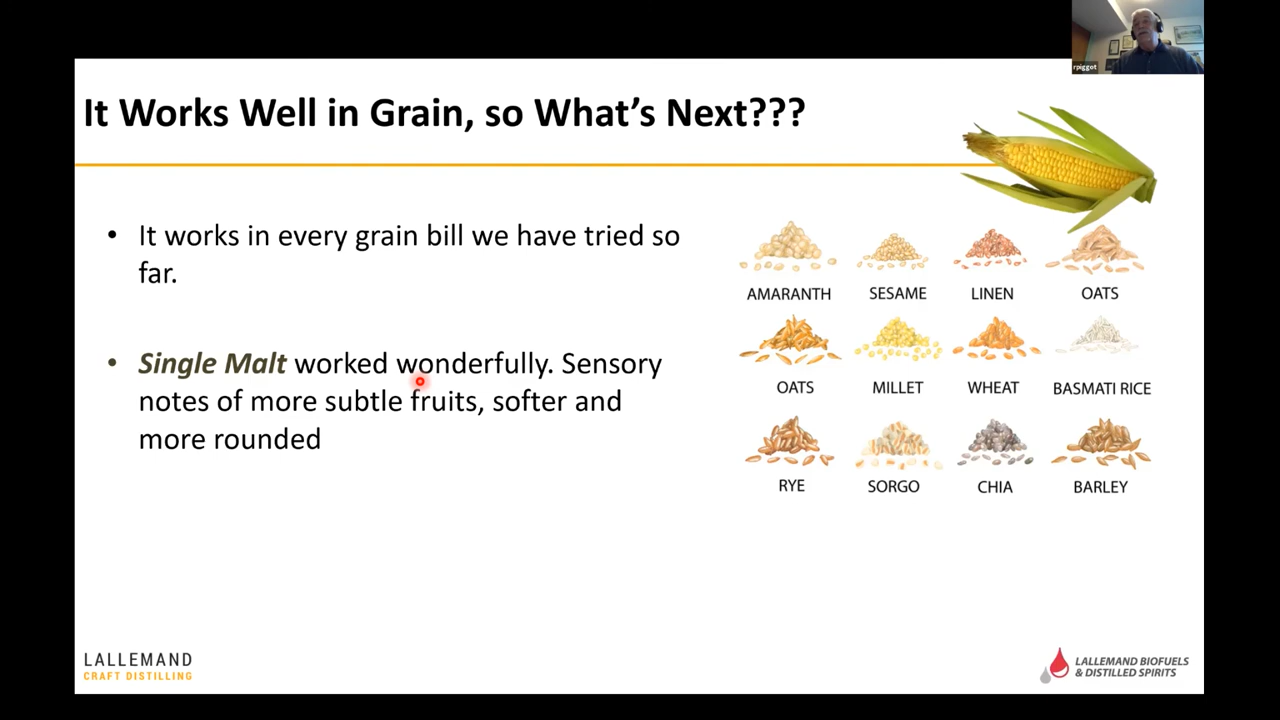 rpiggot
It Works Well in Grain, so What's Next???
• It works in every grain bill we have tried so
far.
• Single Malt worked wonderfully. Sensory
notes of more subtle fruits, softer and
more rounded
AMARANTH SESAME LINEN OATS
OATS MILLET WHEAT BASMATI RICE
RYE SORGO CHIA BARLEY
LALLEMAND
CRAFT DISTILLING
LALLEMAND BIOFUELS
& DISTILLED SPIRITS